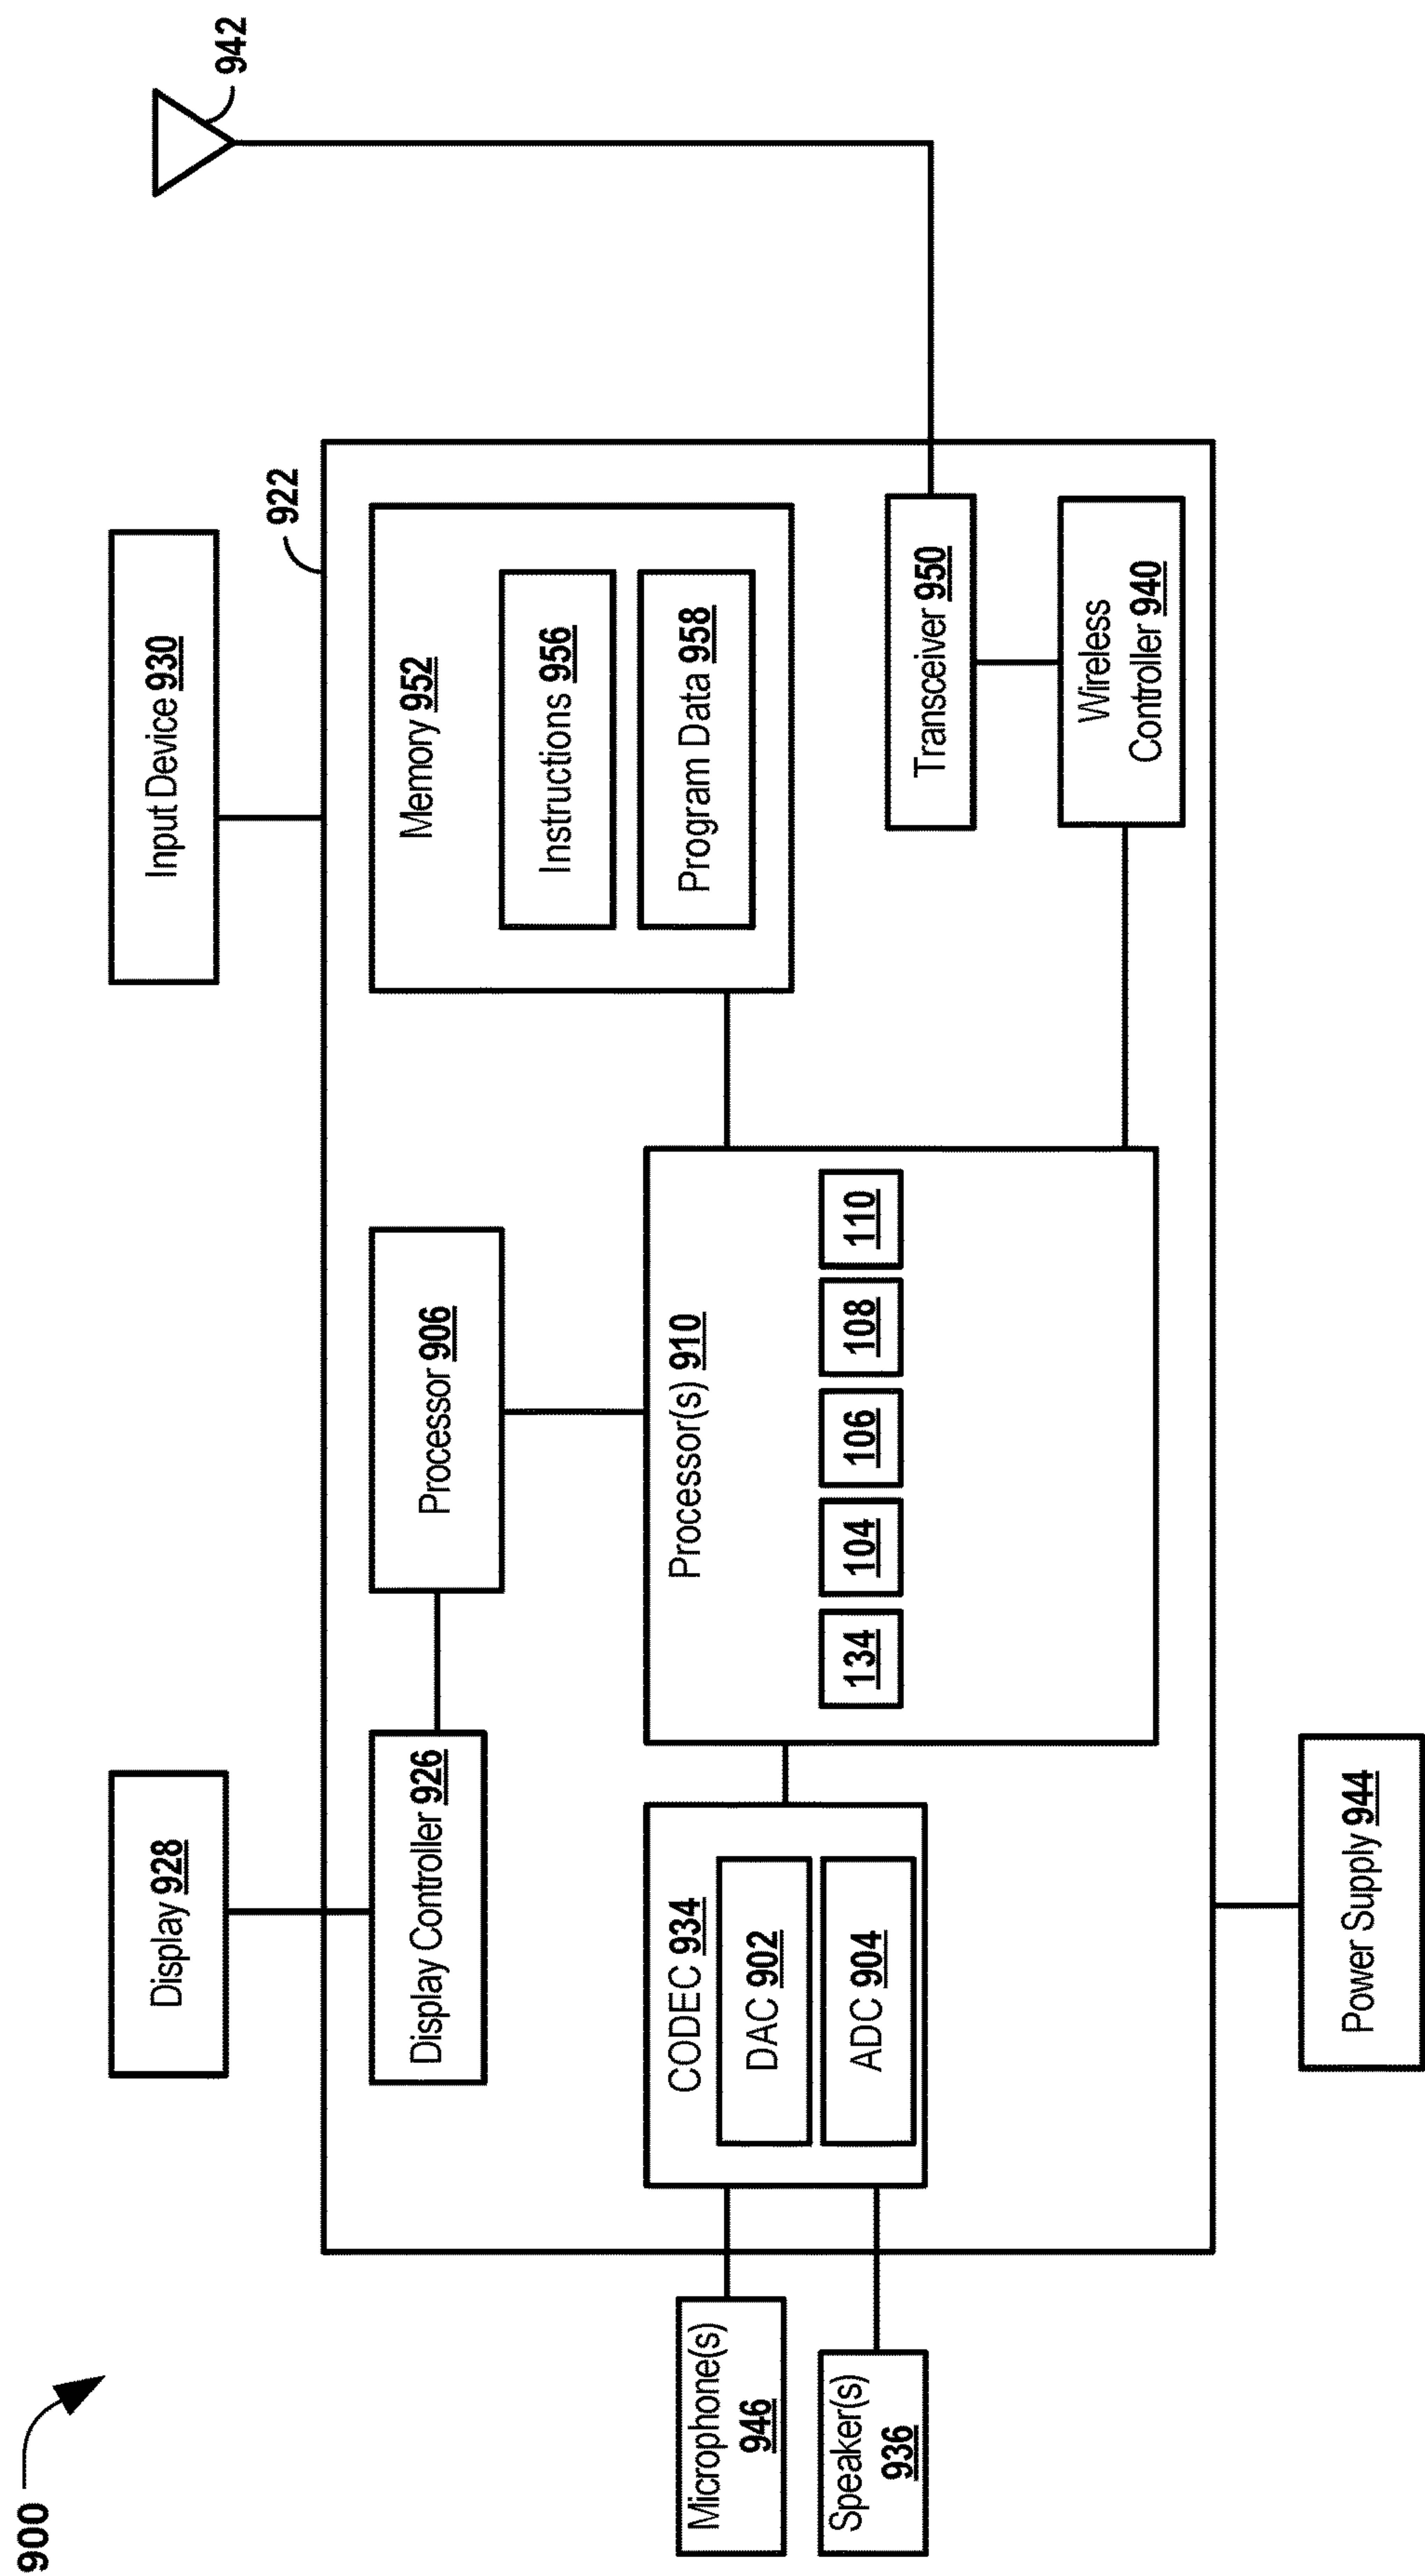 900
942
Display 928
Input Device 930
922
Display Controller 926
Processor 906
Memory 952
Instructions 956
Program Data 958
Microphone(s)
946
Speaker(s)
936
CODEC 934
DAC 902
ADC 904
Processor(s) 910
134
104
106
108
110
Transceiver 950
Wireless
Controller 940
Power Supply 944